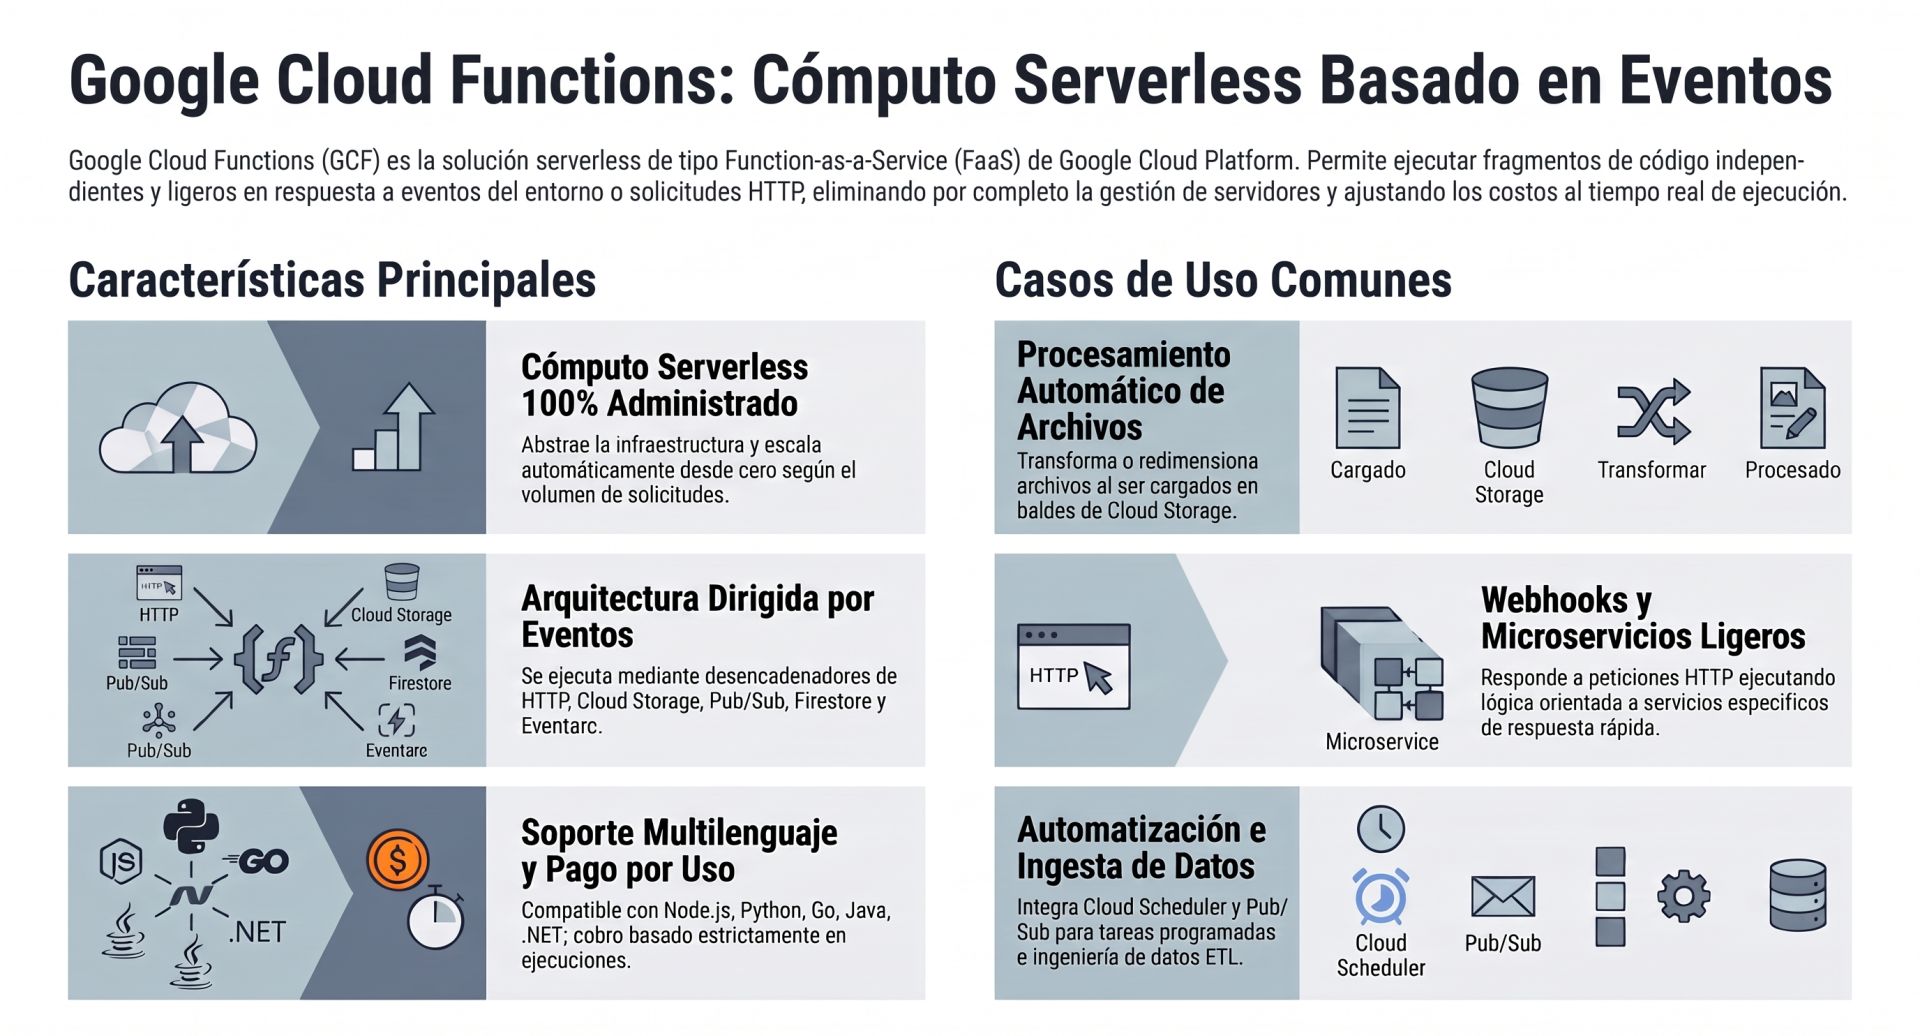 Google Cloud Functions: Cómputo Serverless Basado en Eventos
Google Cloud Functions (GCF) es la solución serverless de tipo Function-as-a-Service (FaaS) de Google Cloud Platform. Permite ejecutar fragmentos de código indepen-
dientes y ligeros en respuesta a eventos del entorno o solicitudes HTTP, eliminando por completo la gestión de servidores y ajustando los costos al tiempo real de ejecución.
Características Principales
Cómputo Serverless
100% Administrado
Abstrae la infraestructura y escala
automáticamente desde cero según el
volumen de solicitudes.
HTTP
HTTP
Pub/Sub
Pub/Sub
Cloud Storage
Firestore
Eventarc
Arquitectura Dirigida por
Eventos
Se ejecuta mediante desencadenadores de
HTTP, Cloud Storage, Pub/Sub, Firestore y
Eventarc.
JS
GO
.NET
$
Soporte Multilenguaje
y Pago por Uso
Compatible con Node.js, Python, Go, Java,
.NET; cobro basado estrictamente en
ejecuciones.
Casos de Uso Comunes
Procesamiento
Automático de
Archivos
Transforma o redimensiona
archivos al ser cargados en
baldes de Cloud Storage.
Cargado
Cloud
Storage
Transformar
Procesado
HTTP
Microservice
Webhooks y
Microservicios Ligeros
Responde a peticiones HTTP ejecutando
lógica orientada a servicios especificos
de respuesta rápida.
Automatización e
Ingesta de Datos
Integra Cloud Scheduler y Pub/
Sub para tareas programadas
e ingeniería de datos ETL.
Cloud
Scheduler
Pub/Sub